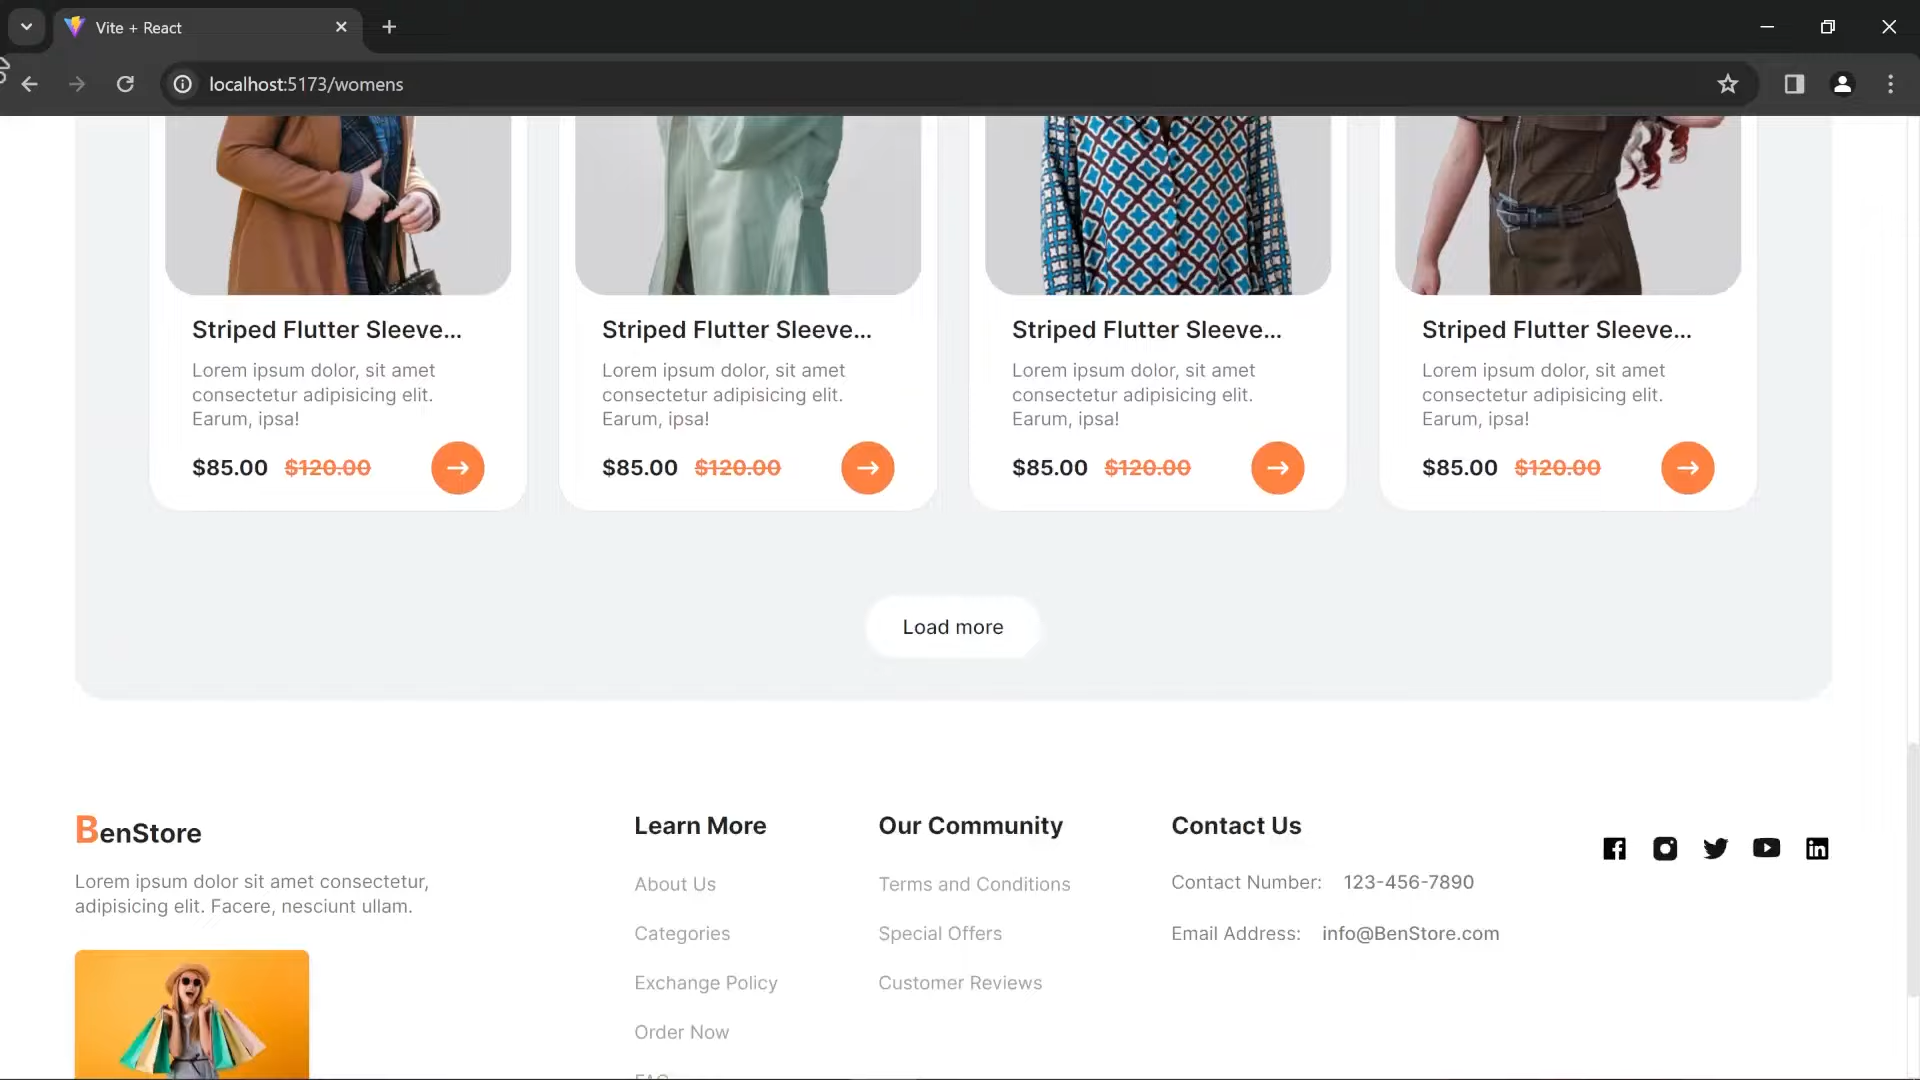 Vite + React
localhost:5173/womens
Striped Flutter Sleeve...
Lorem ipsum dolor, sit amet
consectetur adipisicing elit.
Earum, ipsa!
$85.00 $120.00
Striped Flutter Sleeve...
Lorem ipsum dolor, sit amet
consectetur adipisicing elit.
Earum, ipsa!
$85.00 $120.00
Striped Flutter Sleeve...
Lorem ipsum dolor, sit amet
consectetur adipisicing elit.
Earum, ipsa!
$85.00 $120.00
Striped Flutter Sleeve...
Lorem ipsum dolor, sit amet
consectetur adipisicing elit.
Earum, ipsa!
$85.00 $120.00
Load more
BenStore
Lorem ipsum dolor sit amet consectetur,
adipisicing elit. Facere, nesciunt ullam.
Learn More
About Us
Categories
Exchange Policy
Order Now
Our Community
Terms and Conditions
Special Offers
Customer Reviews
Contact Us
Contact Number: 123-456-7890
Email Address: info@BenStore.com